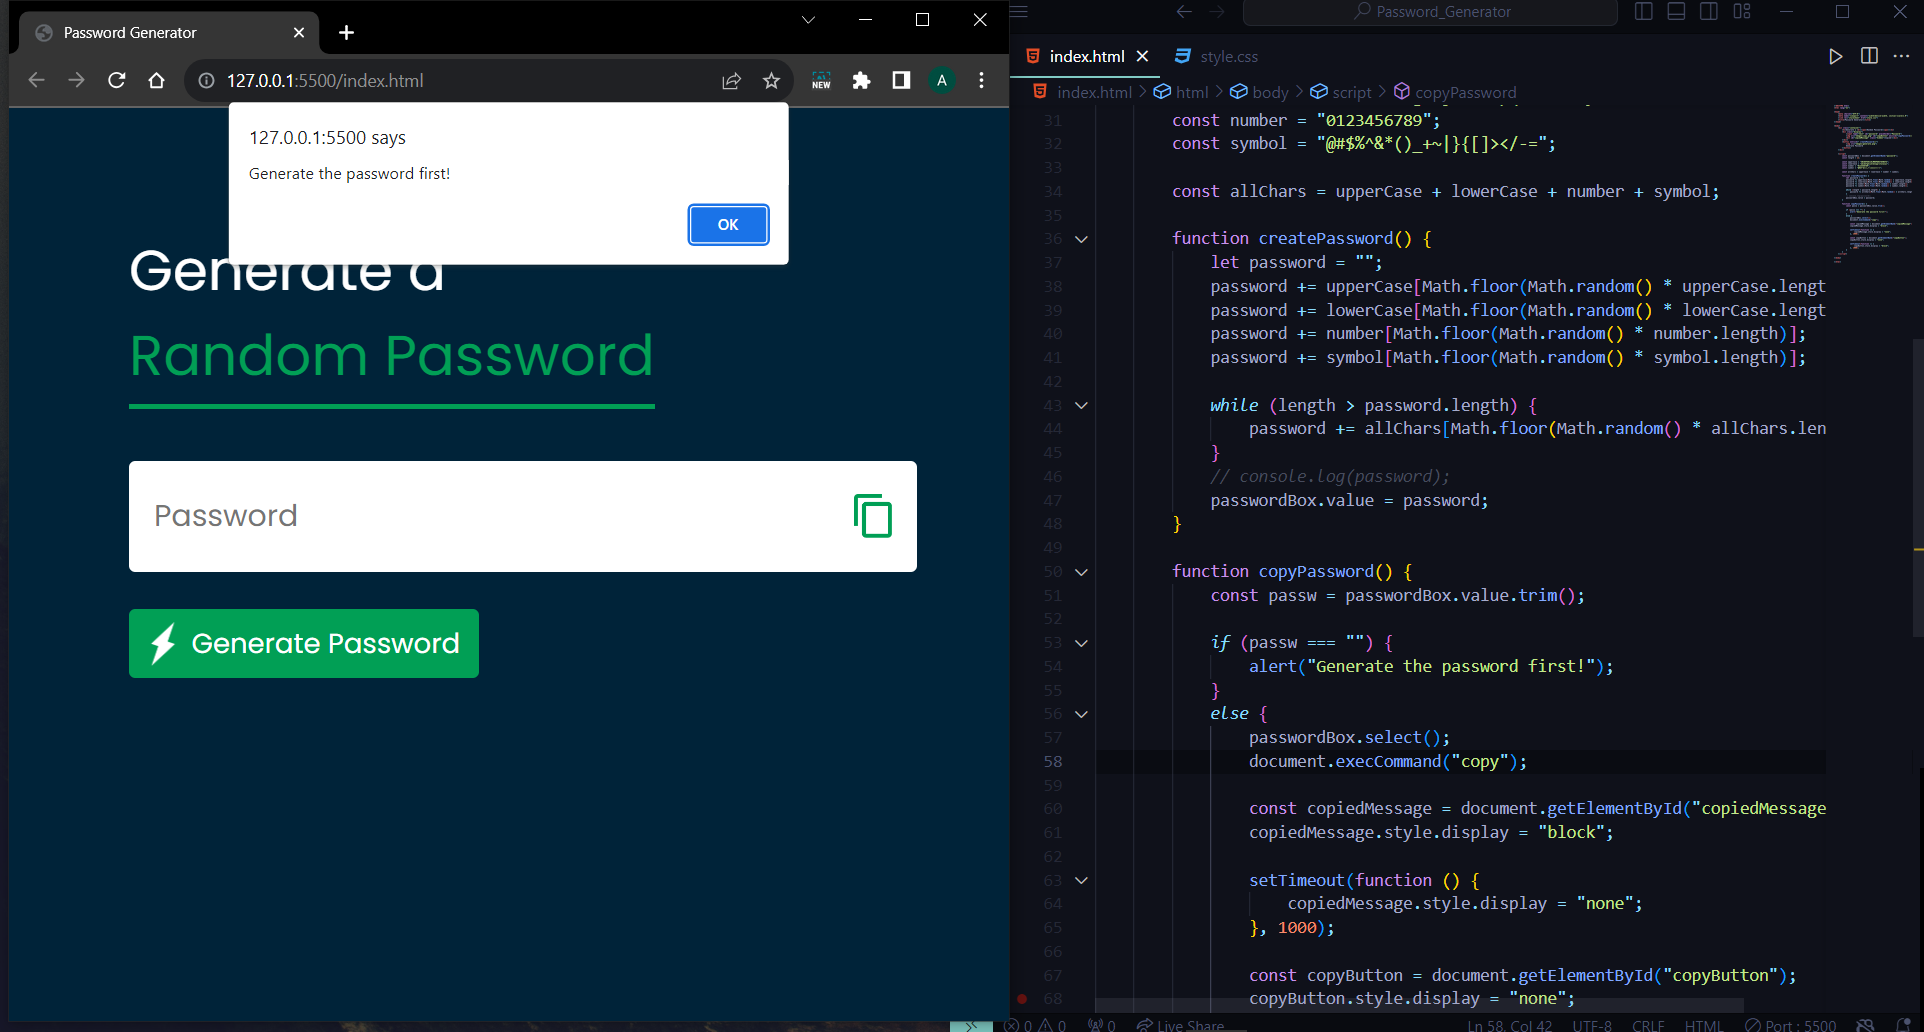 Password Generator
127.0.0.1:5500/index.html
NEW
A
127.0.0.1:5500 says
Generate the password first!
OK
Generate a
Random Password
Password
Generate Password
Password_Generator
index.html
style.css
index.html > html > body > script > copyPassword
31 const number = "0123456789";
32 const symbol = "@#$%^&*()_+~|}{[]></-=";
33
34 const allChars = upperCase + lowerCase + number + symbol;
35
36 function createPassword() {
37 let password = "";
38 password += upperCase[Math.floor(Math.random() * upperCase.lengt
39 password += lowerCase[Math.floor(Math.random() * lowerCase.lengt
40 password += number[Math.floor(Math.random() * number.length)];
41 password += symbol[Math.floor(Math.random() * symbol.length)];
42
43 while (length > password.length) {
44 password += allChars[Math.floor(Math.random() * allChars.len
45 }
46 // console.log(password);
47 passwordBox.value = password;
48 }
49
50 function copyPassword() {
51 const passw = passwordBox.value.trim();
52
53 if (passw === "") {
54 alert("Generate the password first!");
55 }
56 else {
57 passwordBox.select();
58 document.execCommand("copy");
59
60 const copiedMessage = document.getElementById("copiedMessage
61 copiedMessage.style.display = "block";
62
63 setTimeout(function () {
64 copiedMessage.style.display = "none";
65 }, 1000);
66
67 const copyButton = document.getElementById("copyButton");
68 copyButton.style.display = "none";
0 0 0 Live Share Ln 58, Col 42 UTF-8 CRLF HTML Port : 5500